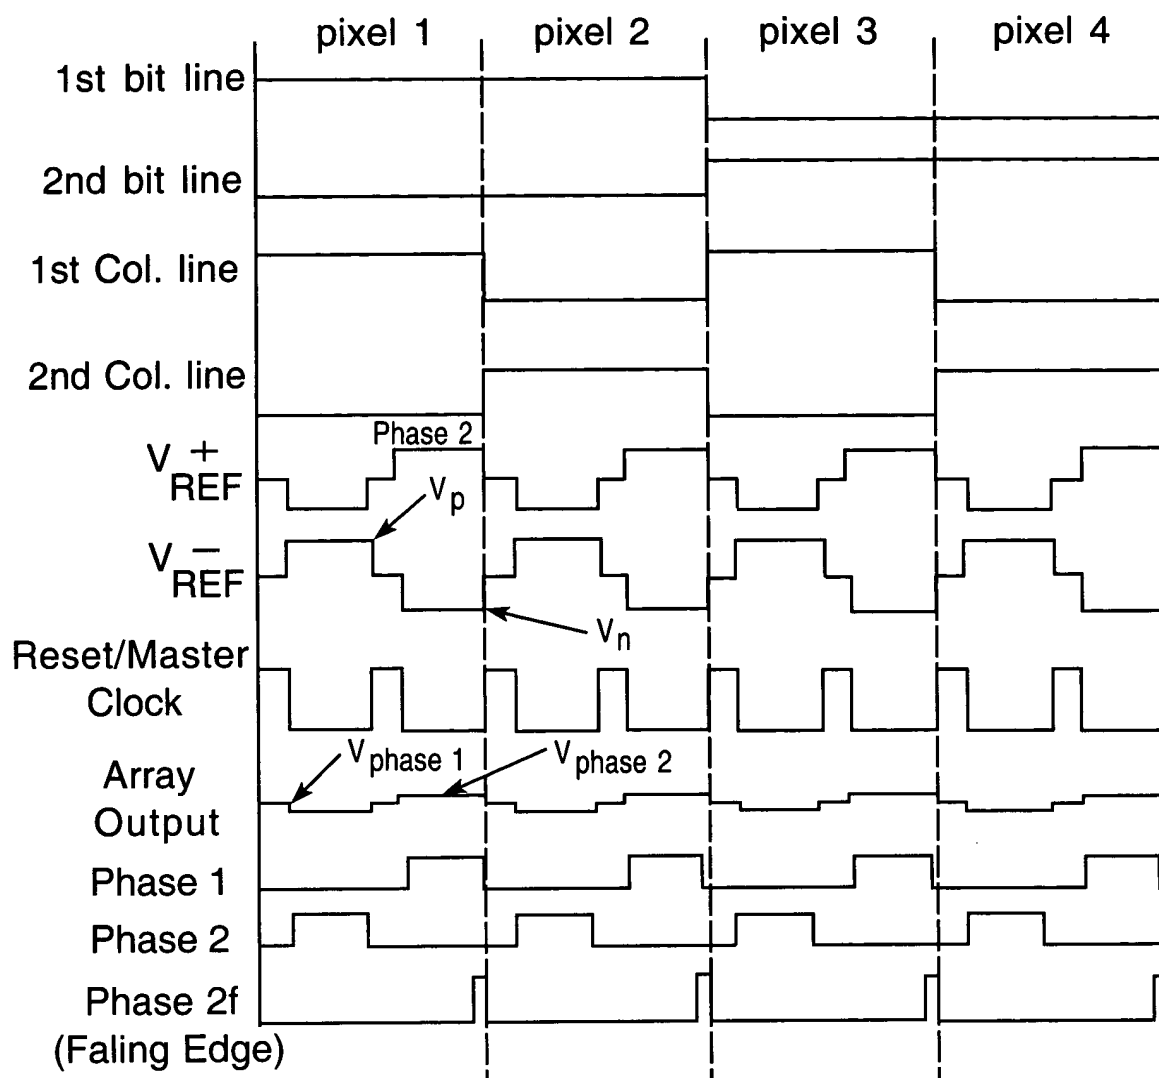 pixel 1 pixel 2 pixel 3 pixel 4
1st bit line
2nd bit line
1st Col. line
2nd Col. line
Phase 2
V REF +
Vp
V REF −
Vn
Reset/Master
Clock
Vphase 1 Vphase 2
Array
Output
Phase 1
Phase 2
Phase 2f
(Faling Edge)